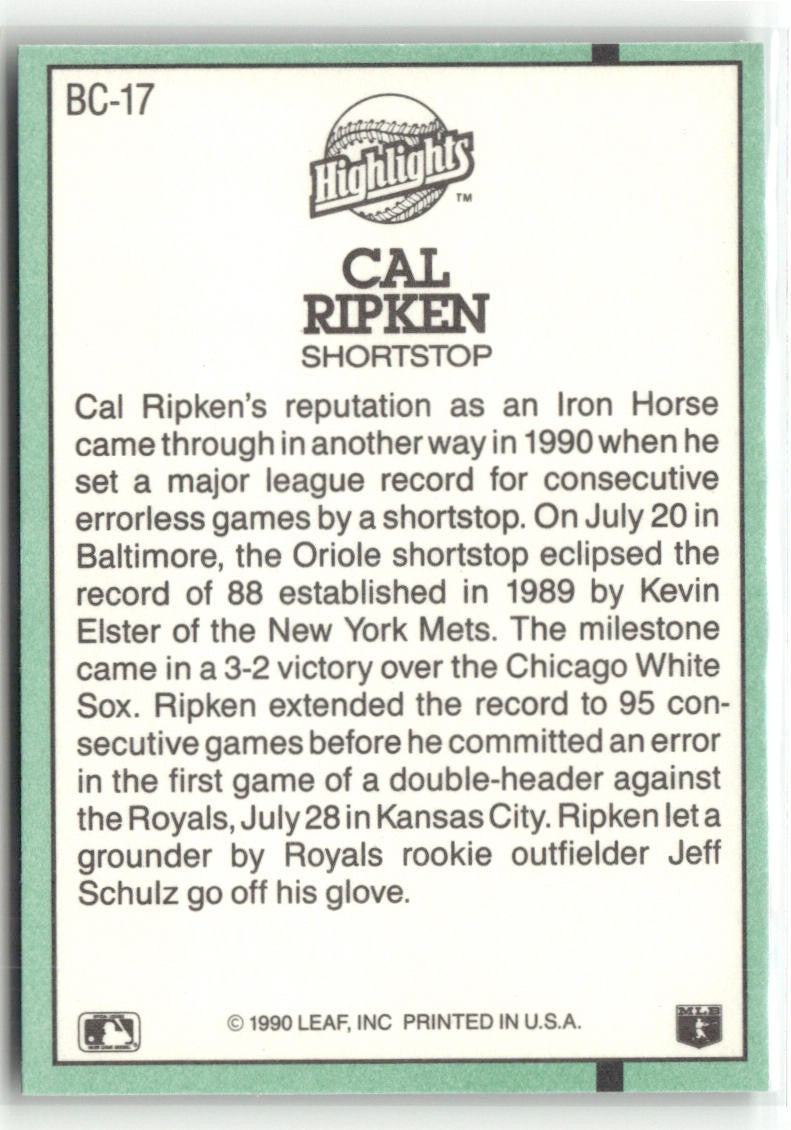 BC-17
Highlights
TM
CAL
RIPKEN
SHORTSTOP
Cal Ripken's reputation as an Iron Horse
came through in another way in 1990 when he
set a major league record for consecutive
errorless games by a shortstop. On July 20 in
Baltimore, the Oriole shortstop eclipsed the
record of 88 established in 1989 by Kevin
Elster of the New York Mets. The milestone
came in a 3-2 victory over the Chicago White
Sox. Ripken extended the record to 95 con-
secutive games before he committed an error
in the first game of a double-header against
the Royals, July 28 in Kansas City. Ripken let a
grounder by Royals rookie outfielder Jeff
Schulz go off his glove.
© 1990 LEAF, INC PRINTED IN U.S.A.
MLB